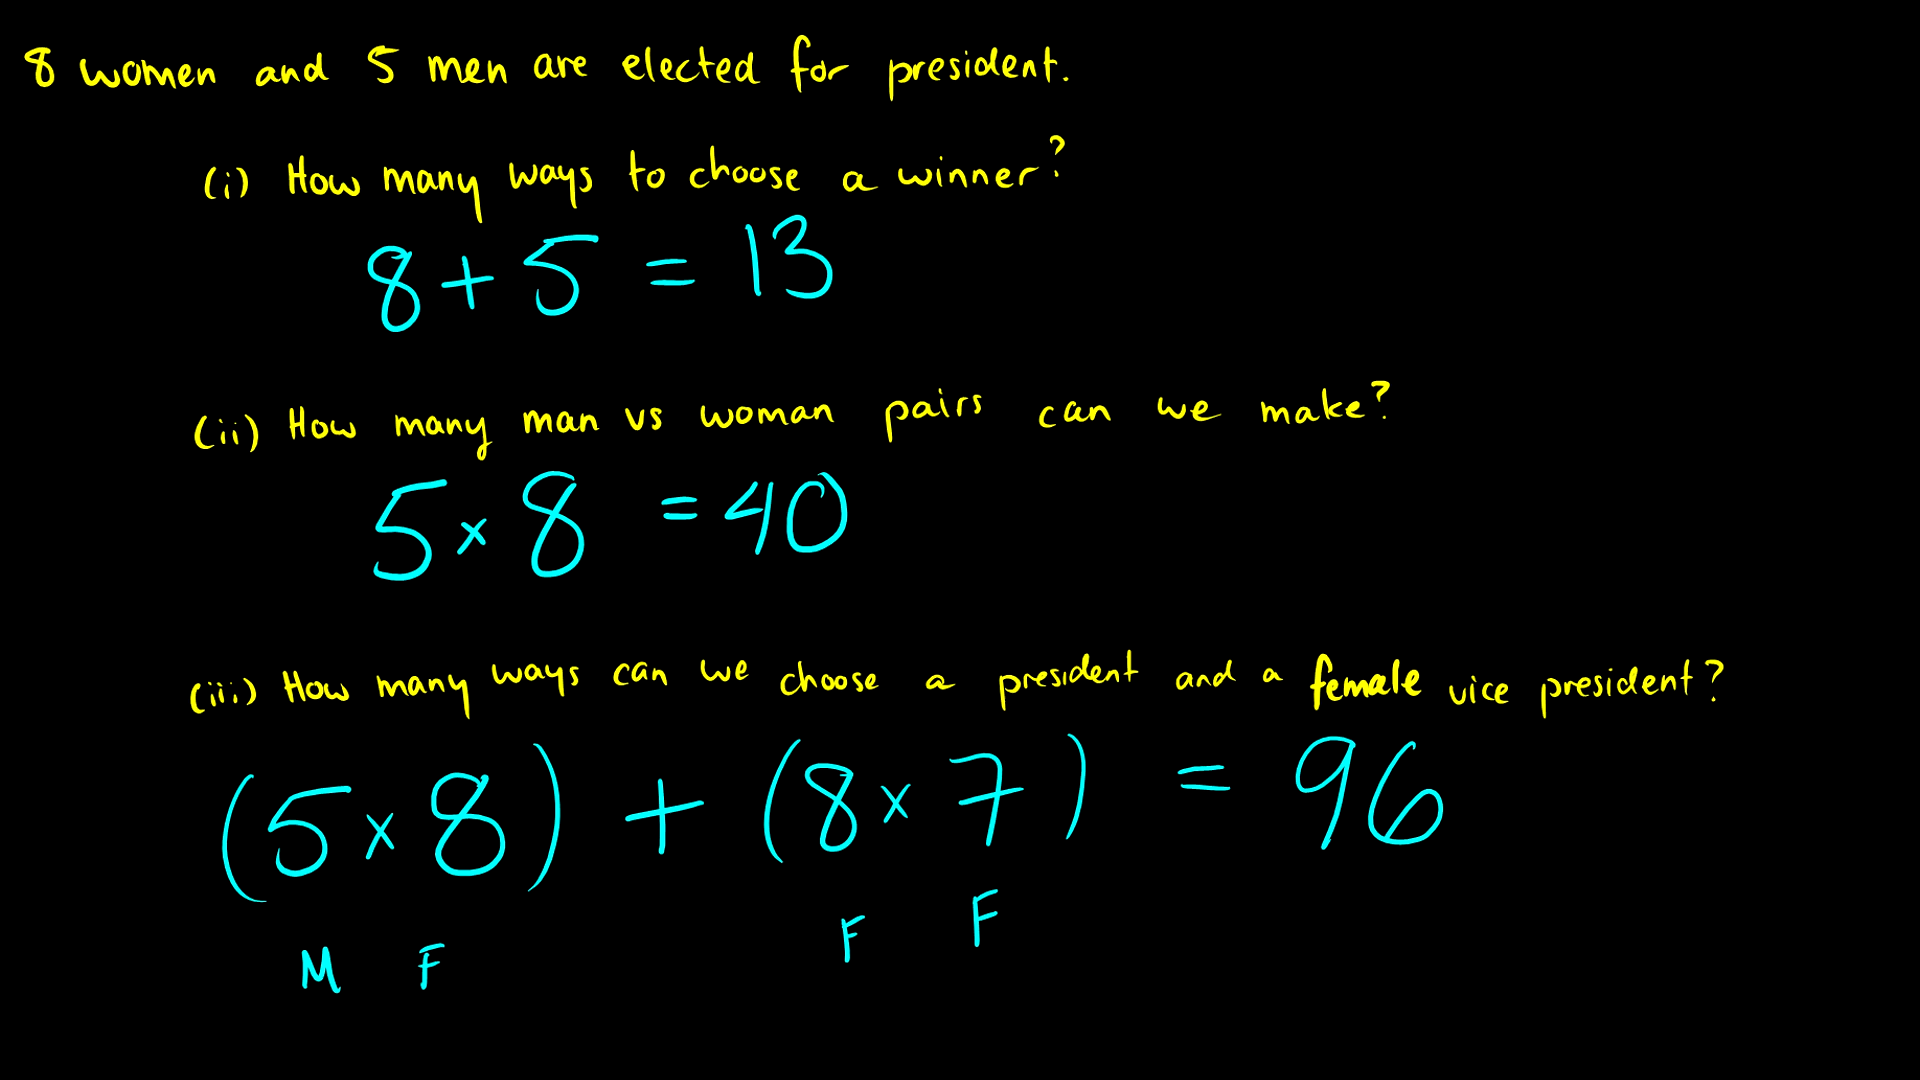 8 women and 5 men are elected for president.
(i) How many ways to choose a winner?
8 + 5 = 13
(ii) How many man vs woman pairs can we make?
5 × 8 = 40
(iii) How many ways can we choose a president and a female vice president?
(5 × 8) + (8 × 7) = 96
M F F F